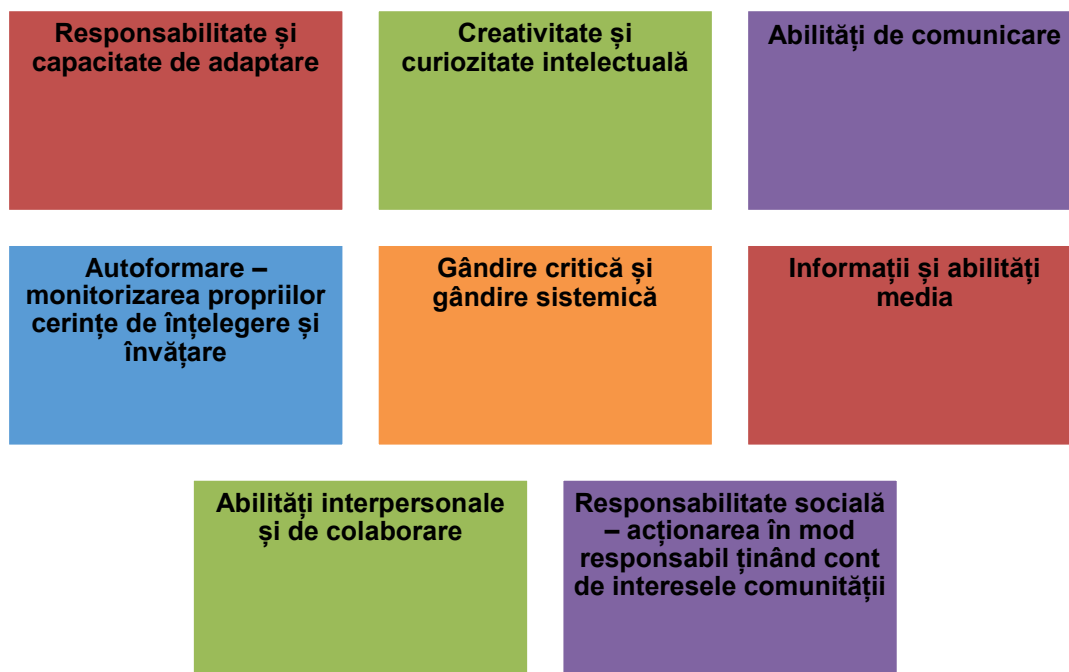 Responsabilitate și
capacitate de adaptare
Creativitate și
curiozitate intelectuală
Abilități de comunicare
Autoformare –
monitorizarea propriilor
cerințe de înțelegere și
învățare
Gândire critică și
gândire sistemică
Informații și abilități
media
Abilități interpersonale
și de colaborare
Responsabilitate socială
– acționarea în mod
responsabil ținând cont
de interesele comunității